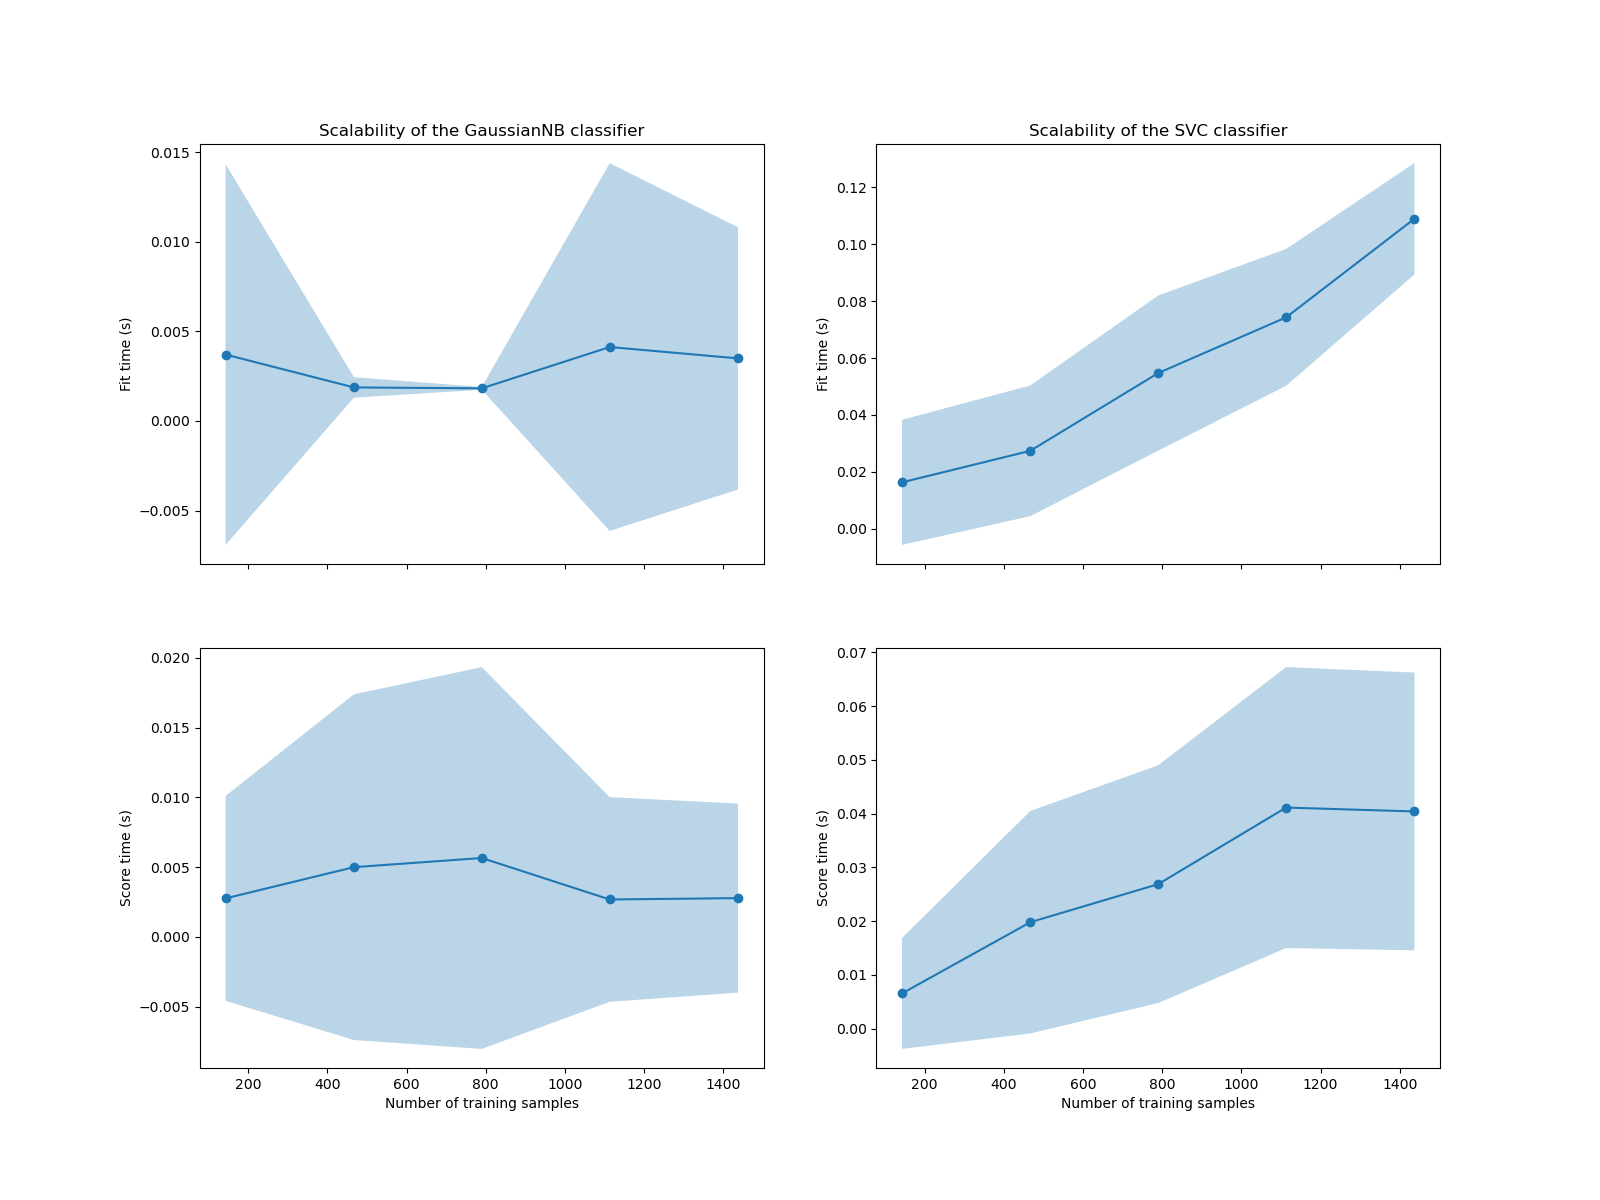 Scalability of the GaussianNB classifier
0.015
0.010
0.005
0.000
−0.005
Fit time (s)
Scalability of the SVC classifier
0.12
0.10
0.08
0.06
0.04
0.02
0.00
Fit time (s)
0.020
0.015
0.010
0.005
0.000
−0.005
Score time (s)
200 400 600 800 1000 1200 1400
Number of training samples
0.07
0.06
0.05
0.04
0.03
0.02
0.01
0.00
Score time (s)
200 400 600 800 1000 1200 1400
Number of training samples